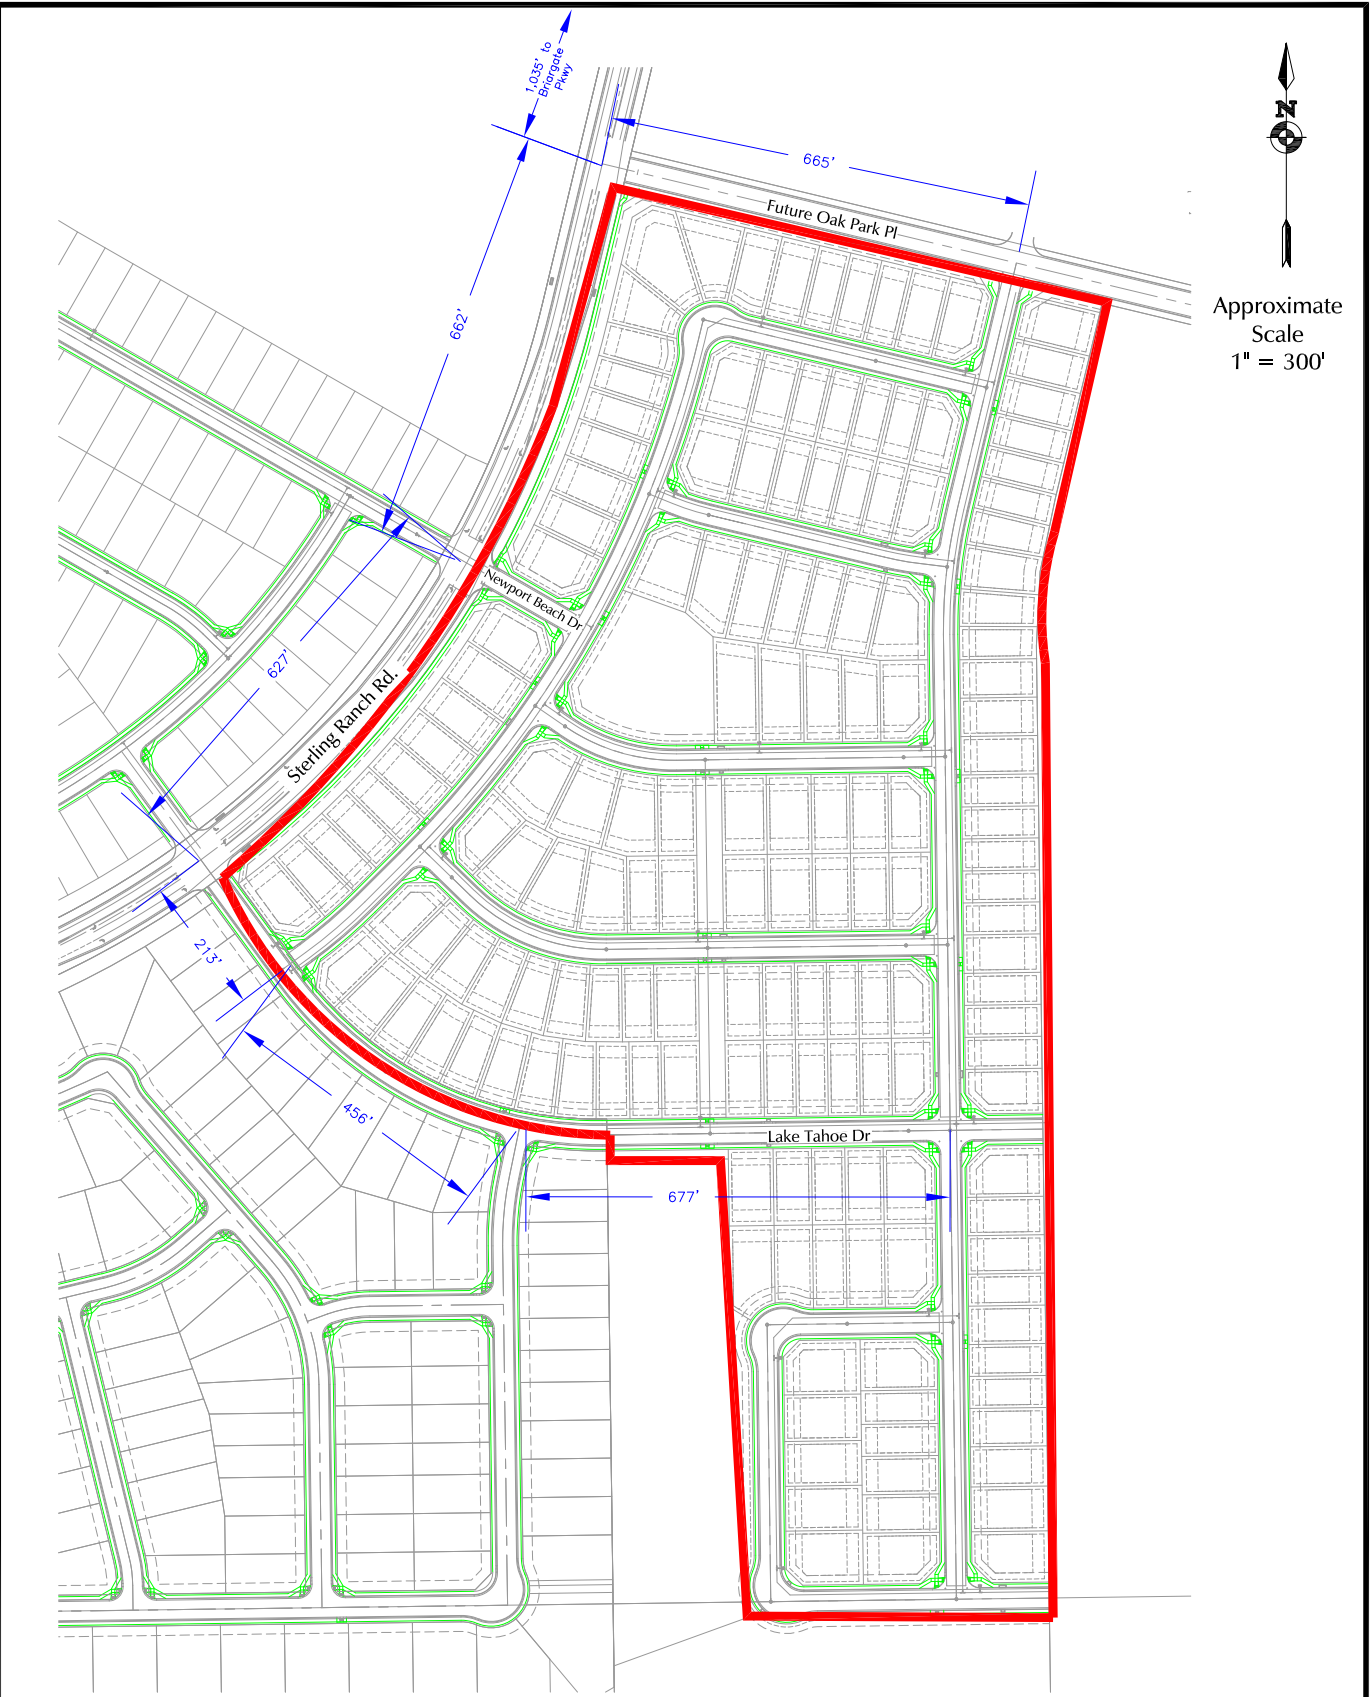 1,035' to
Briargate
Pkwy
N
665'
Future Oak Park Pl
Approximate
Scale
1" = 300'
662'
Newport Beach Dr
627'
Sterling Ranch Rd.
213'
456'
Lake Tahoe Dr
677'